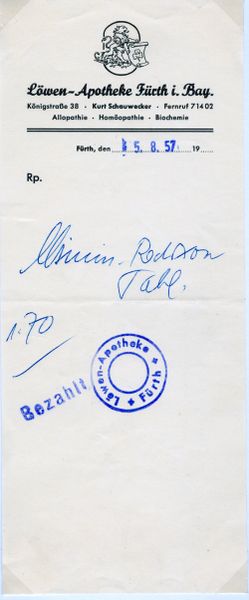 Löwen-Apotheke Fürth i. Bay.
Königstraße 38 · Kurt Schauwecker · Fernruf 71402
Allopathie · Homöopathie · Biochemie
Fürth, den 5. 8. 57 19
Rp.
Redoxon
Tabl.
1.70
Bezahlt
Löwen-Apotheke + Fürth +